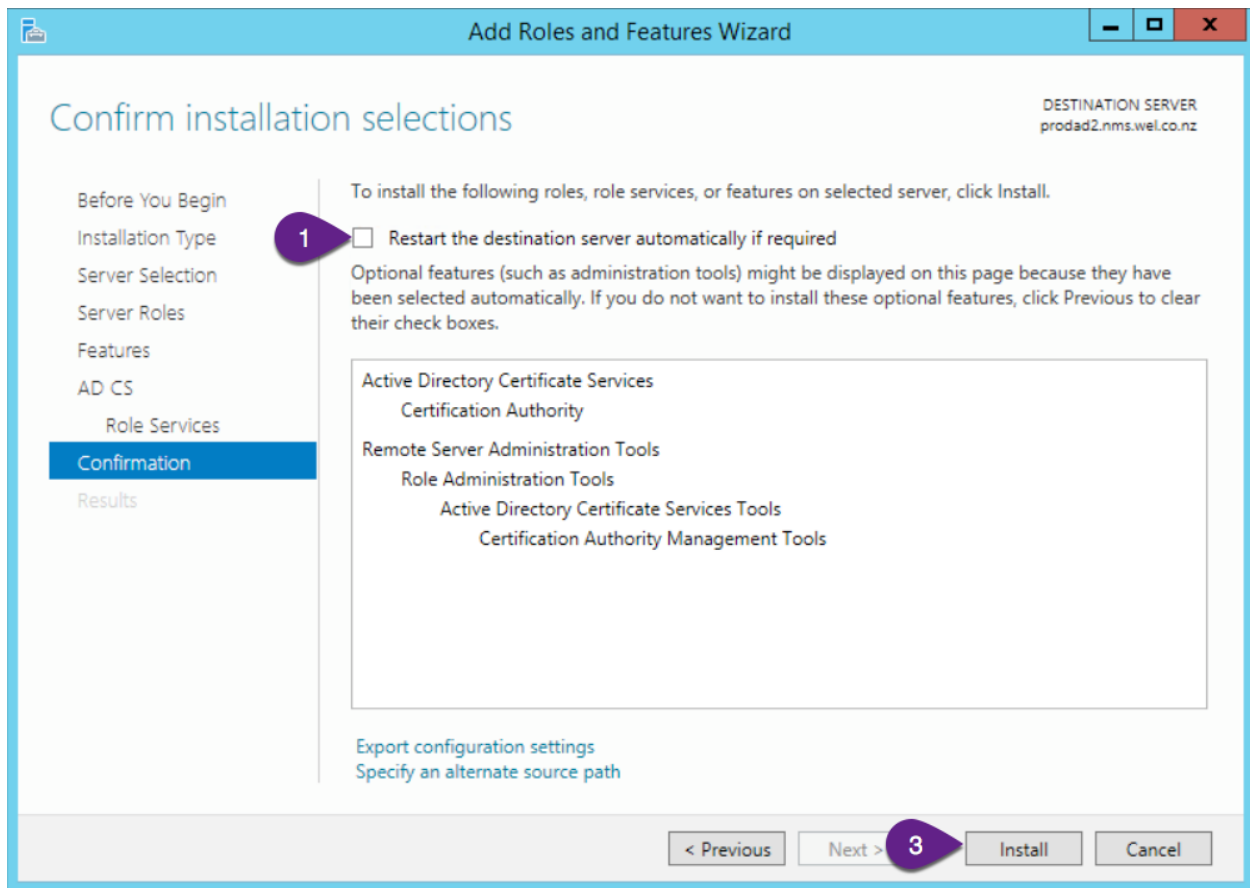 Add Roles and Features Wizard
Confirm installation selections
DESTINATION SERVER
prodad2.nms.wel.co.nz
Before You Begin
Installation Type
Server Selection
Server Roles
Features
AD CS
Role Services
Confirmation
Results
To install the following roles, role services, or features on selected server, click Install.
1
Restart the destination server automatically if required
Optional features (such as administration tools) might be displayed on this page because they have
been selected automatically. If you do not want to install these optional features, click Previous to clear
their check boxes.
Active Directory Certificate Services
Certification Authority
Remote Server Administration Tools
Role Administration Tools
Active Directory Certificate Services Tools
Certification Authority Management Tools
Export configuration settings
Specify an alternate source path
< Previous
Next >
3
Install
Cancel